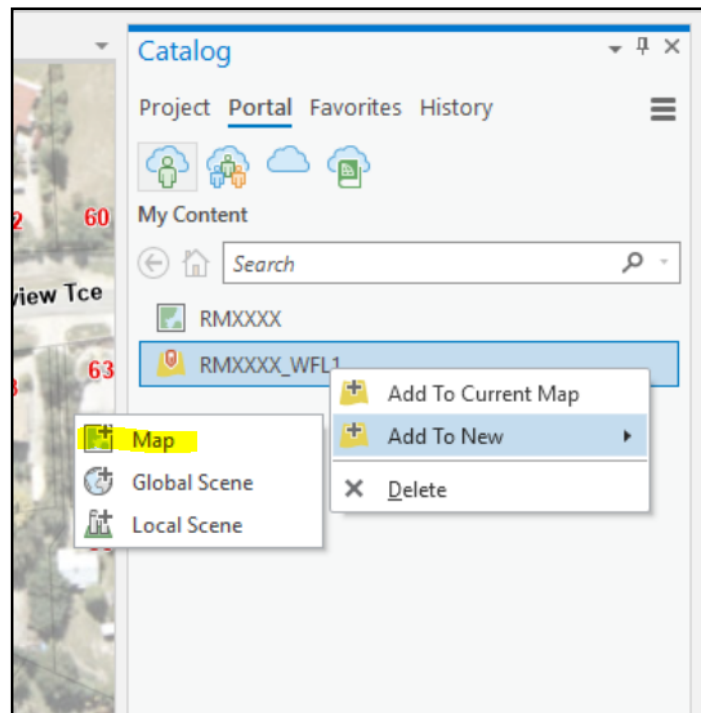 Catalog
Project Portal Favorites History
My Content
60
Search
view Tce
RMXXXX
RMXXXX_WFL1
63
Add To Current Map
Map
Add To New
Global Scene
Delete
Local Scene